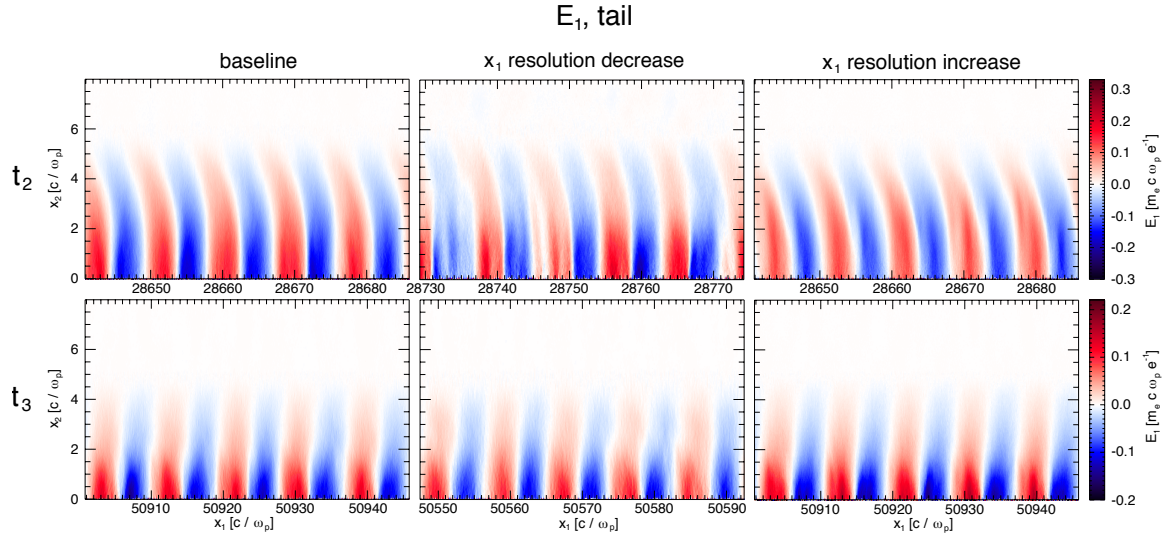 E₁, tail
baseline
x₁ resolution decrease
x₁ resolution increase
t₂
x₂ [c / ωₚ]
6
4
2
0
28650 28660 28670 28680
28730 28740 28750 28760 28770
28650 28660 28670 28680
0.3
0.2
0.1
0.0
-0.1
-0.2
-0.3
E₁ [mₑ c ωₚ e⁻¹]
t₃
x₂ [c / ωₚ]
6
4
2
0
50910 50920 50930 50940
50550 50560 50570 50580 50590
50910 50920 50930 50940
x₁ [c / ωₚ]
x₁ [c / ωₚ]
x₁ [c / ωₚ]
0.2
0.1
0.0
-0.1
-0.2
E₁ [mₑ c ωₚ e⁻¹]